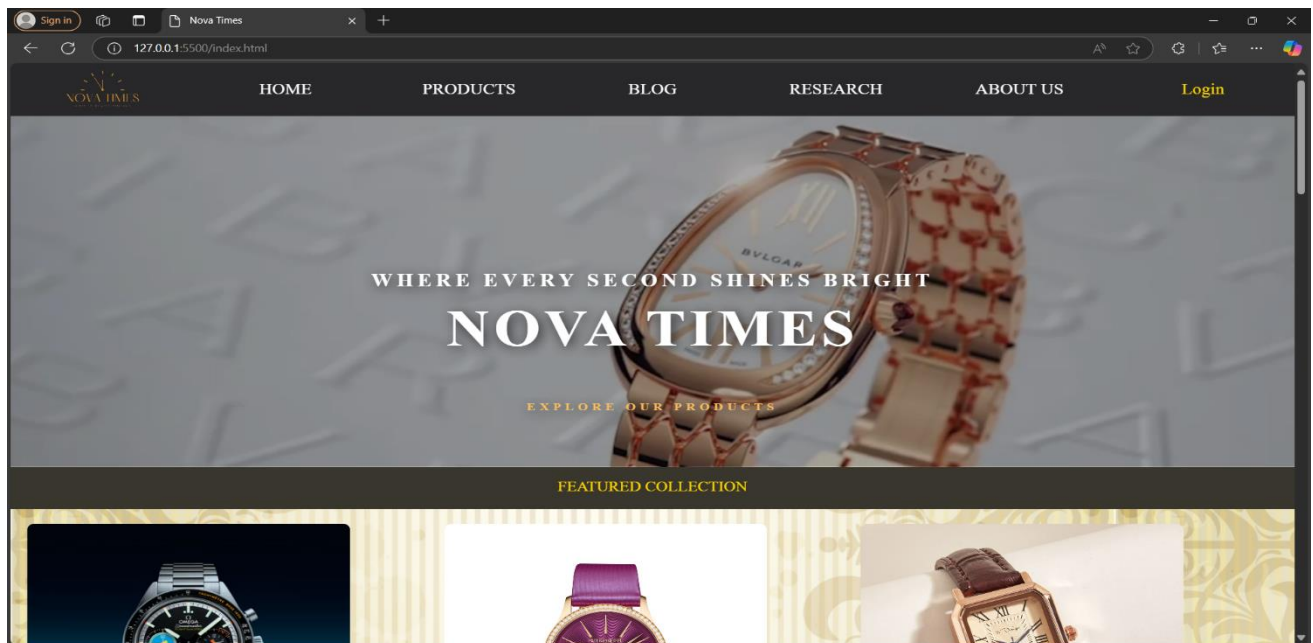 Sign in
Nova Times
127.0.0.1:5500/index.html
NOVA TIMES
HOME
PRODUCTS
BLOG
RESEARCH
ABOUT US
Login
BVLGAR
WHERE EVERY SECOND SHINES BRIGHT
NOVA TIMES
EXPLORE OUR PRODUCTS
FEATURED COLLECTION
OMEGA